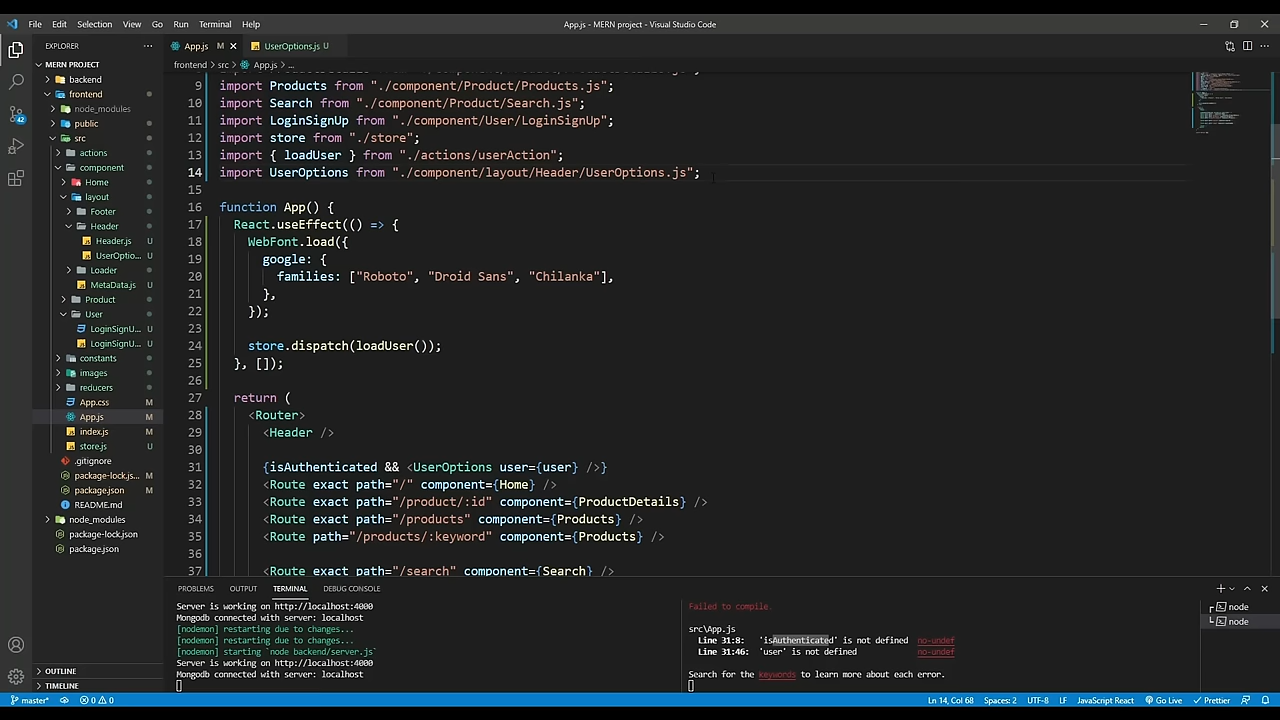 File Edit Selection View Go Run Terminal Help
App.js - MERN project - Visual Studio Code
EXPLORER
MERN PROJECT
backend
frontend
node_modules
public
src
actions
component
Home
layout
Footer
Header
Header.js U
UserOptio... U
Loader
MetaData.js U
Product
User
LoginSignU... U
LoginSignU... U
constants
images
reducers
App.css M
App.js M
index.js M
store.js U
.gitignore
package-lock.js... M
package.json M
README.md
node_modules
package-lock.json
package.json
OUTLINE
TIMELINE
42
App.js M
UserOptions.js U
frontend > src > App.js > ...
9 import Products from "./component/Product/Products.js";
10 import Search from "./component/Product/Search.js";
11 import LoginSignUp from "./component/User/LoginSignUp";
12 import store from "./store";
13 import { loadUser } from "./actions/userAction";
14 import UserOptions from "./component/layout/Header/UserOptions.js";
15
16 function App() {
17 React.useEffect(() => {
18 WebFont.load({
19 google: {
20 families: ["Roboto", "Droid Sans", "Chilanka"],
21 },
22 });
23
24 store.dispatch(loadUser());
25 }, []);
26
27 return (
28 <Router>
29 <Header />
30
31 {isAuthenticated && <UserOptions user={user} />}
32 <Route exact path="/" component={Home} />
33 <Route exact path="/product/:id" component={ProductDetails} />
34 <Route exact path="/products" component={Products} />
35 <Route path="/products/:keyword" component={Products} />
36
37 <Route exact path="/search" component={Search} />
PROBLEMS OUTPUT TERMINAL DEBUG CONSOLE
Server is working on http://localhost:4000
Mongodb connected with server: localhost
[nodemon] restarting due to changes...
[nodemon] restarting due to changes...
[nodemon] starting `node backend/server.js`
Server is working on http://localhost:4000
Mongodb connected with server: localhost
Failed to compile.
src\App.js
Line 31:8: 'isAuthenticated' is not defined no-undef
Line 31:46: 'user' is not defined no-undef
Search for the keywords to learn more about each error.
node
node
master* 0 0 Ln 14, Col 68 Spaces: 2 UTF-8 LF JavaScript React Go Live Prettier